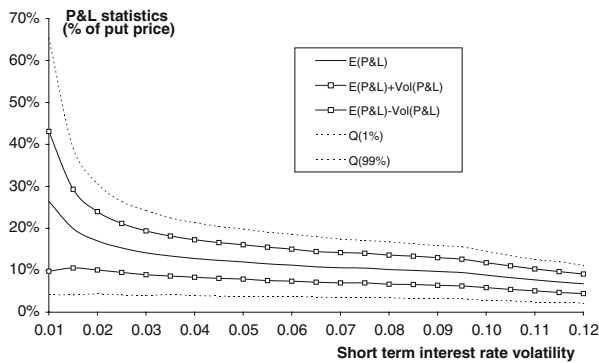 P&L statistics
(% of put price)
70%
60%
50%
40%
30%
20%
10%
0%
E(P&L)
E(P&L)+Vol(P&L)
E(P&L)-Vol(P&L)
Q(1%)
Q(99%)
0.01 0.02 0.03 0.04 0.05 0.06 0.07 0.08 0.09 0.10 0.11 0.12
Short term interest rate volatility